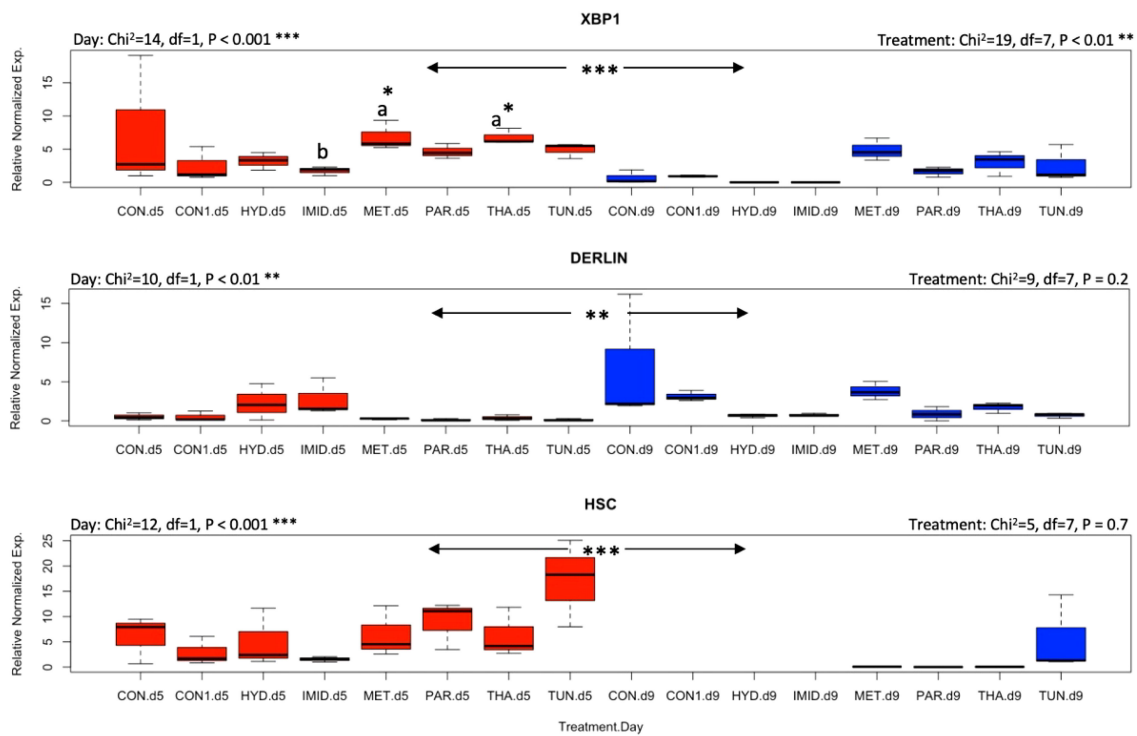 XBP1
Day: Chi²=14, df=1, P < 0.001 ***
Treatment: Chi²=19, df=7, P < 0.01 **
Relative Normalized Exp.
15
10
5
0
***
*
a
b
a*
CON.d5 CON1.d5 HYD.d5 IMID.d5 MET.d5 PAR.d5 THA.d5 TUN.d5 CON.d9 CON1.d9 HYD.d9 IMID.d9 MET.d9 PAR.d9 THA.d9 TUN.d9
DERLIN
Day: Chi²=10, df=1, P < 0.01 **
Treatment: Chi²=9, df=7, P = 0.2
Relative Normalized Exp.
15
10
5
0
**
CON.d5 CON1.d5 HYD.d5 IMID.d5 MET.d5 PAR.d5 THA.d5 TUN.d5 CON.d9 CON1.d9 HYD.d9 IMID.d9 MET.d9 PAR.d9 THA.d9 TUN.d9
HSC
Day: Chi²=12, df=1, P < 0.001 ***
Treatment: Chi²=5, df=7, P = 0.7
Relative Normalized Exp.
25
20
15
10
5
0
***
CON.d5 CON1.d5 HYD.d5 IMID.d5 MET.d5 PAR.d5 THA.d5 TUN.d5 CON.d9 CON1.d9 HYD.d9 IMID.d9 MET.d9 PAR.d9 THA.d9 TUN.d9
Treatment.Day